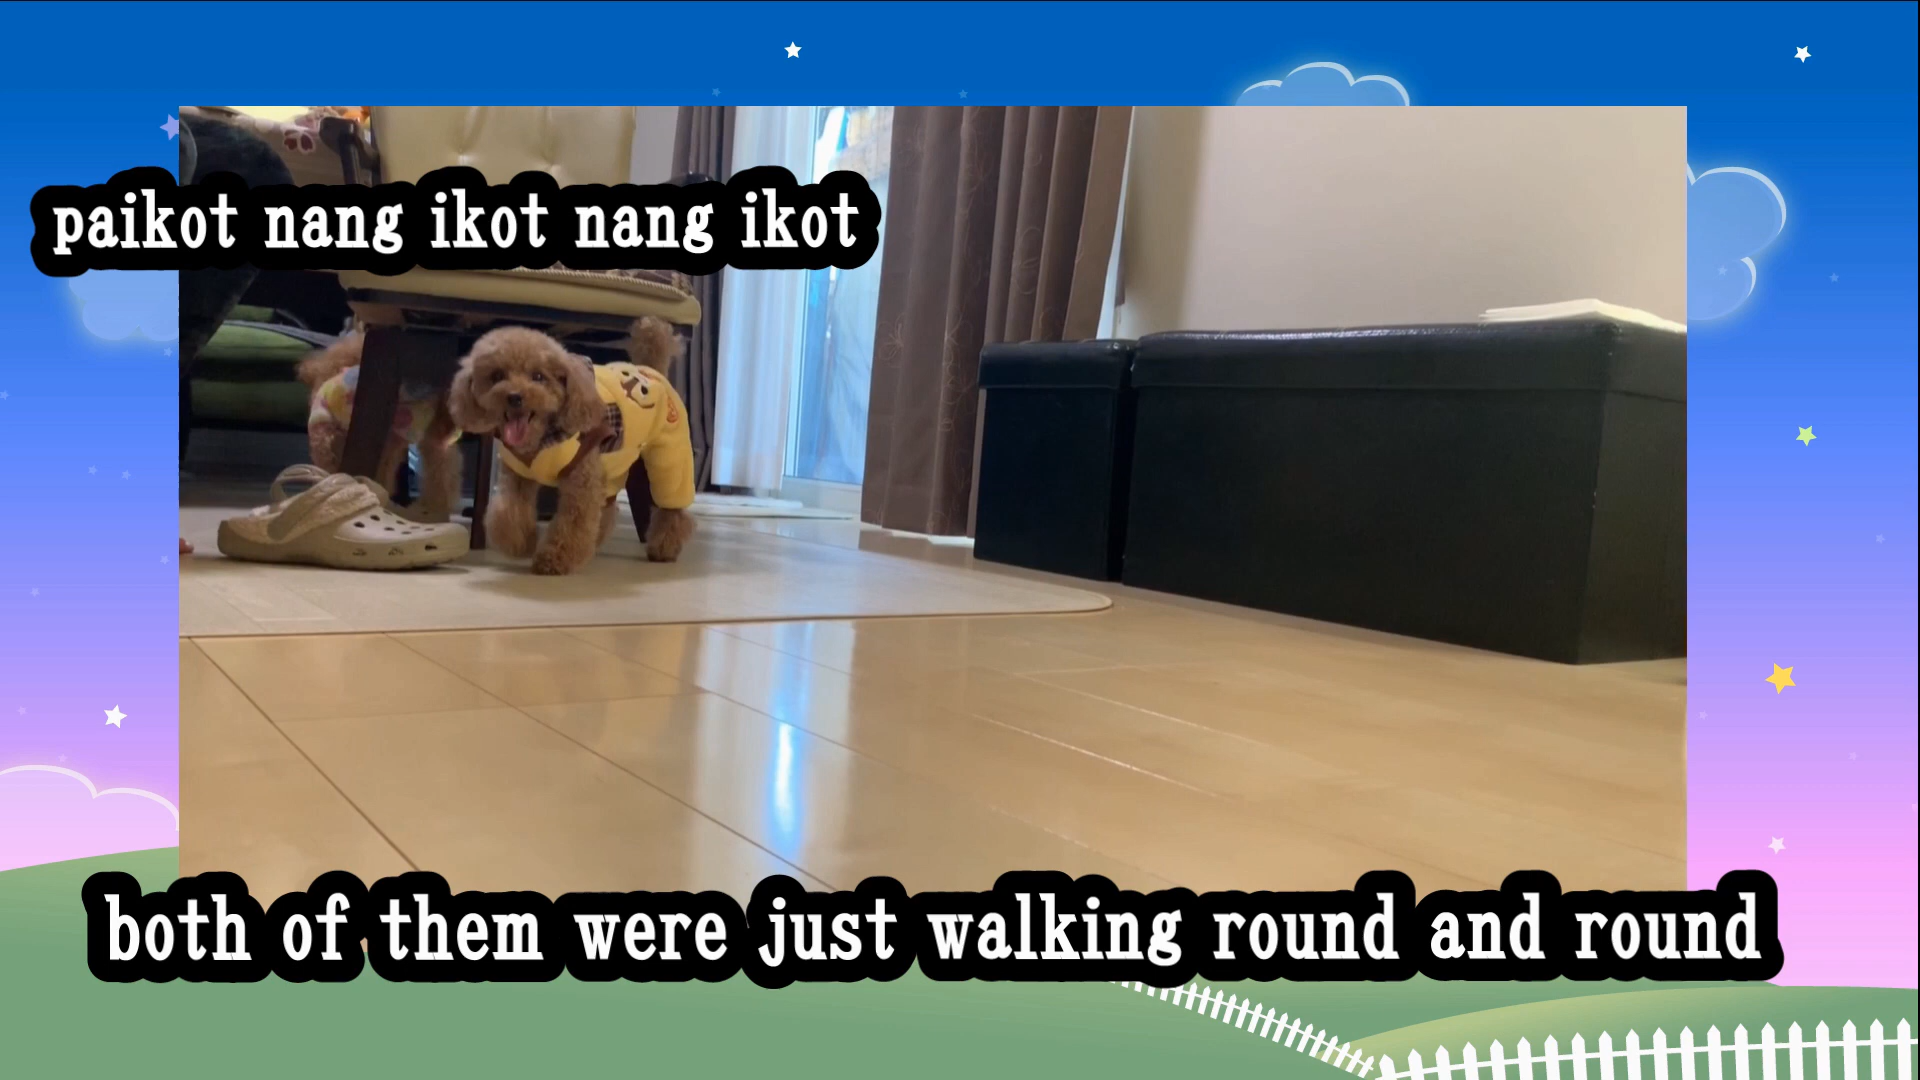 paikot nang ikot nang ikot
both of them were just walking round and round